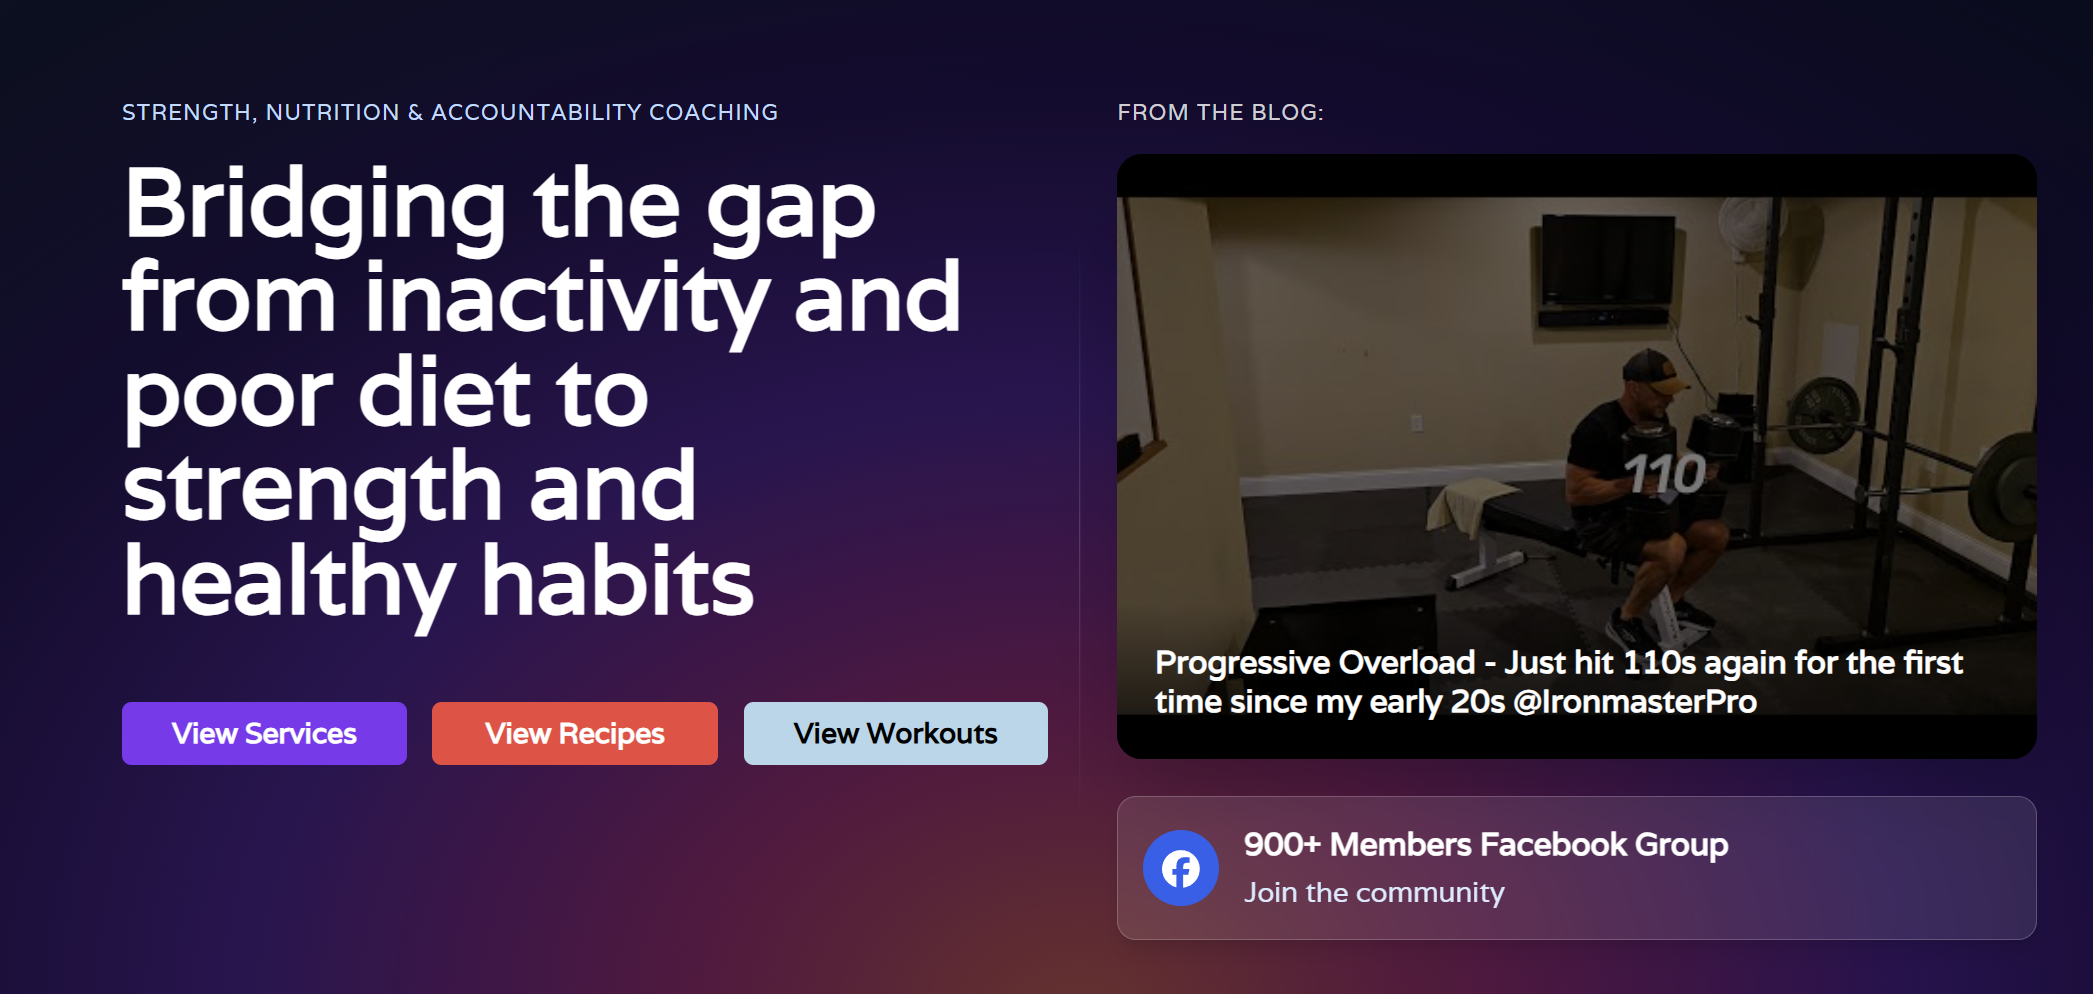 STRENGTH, NUTRITION & ACCOUNTABILITY COACHING
Bridging the gap
from inactivity and
poor diet to
strength and
healthy habits
View Services
View Recipes
View Workouts
FROM THE BLOG:
110
Progressive Overload - Just hit 110s again for the first
time since my early 20s @IronmasterPro
900+ Members Facebook Group
Join the community